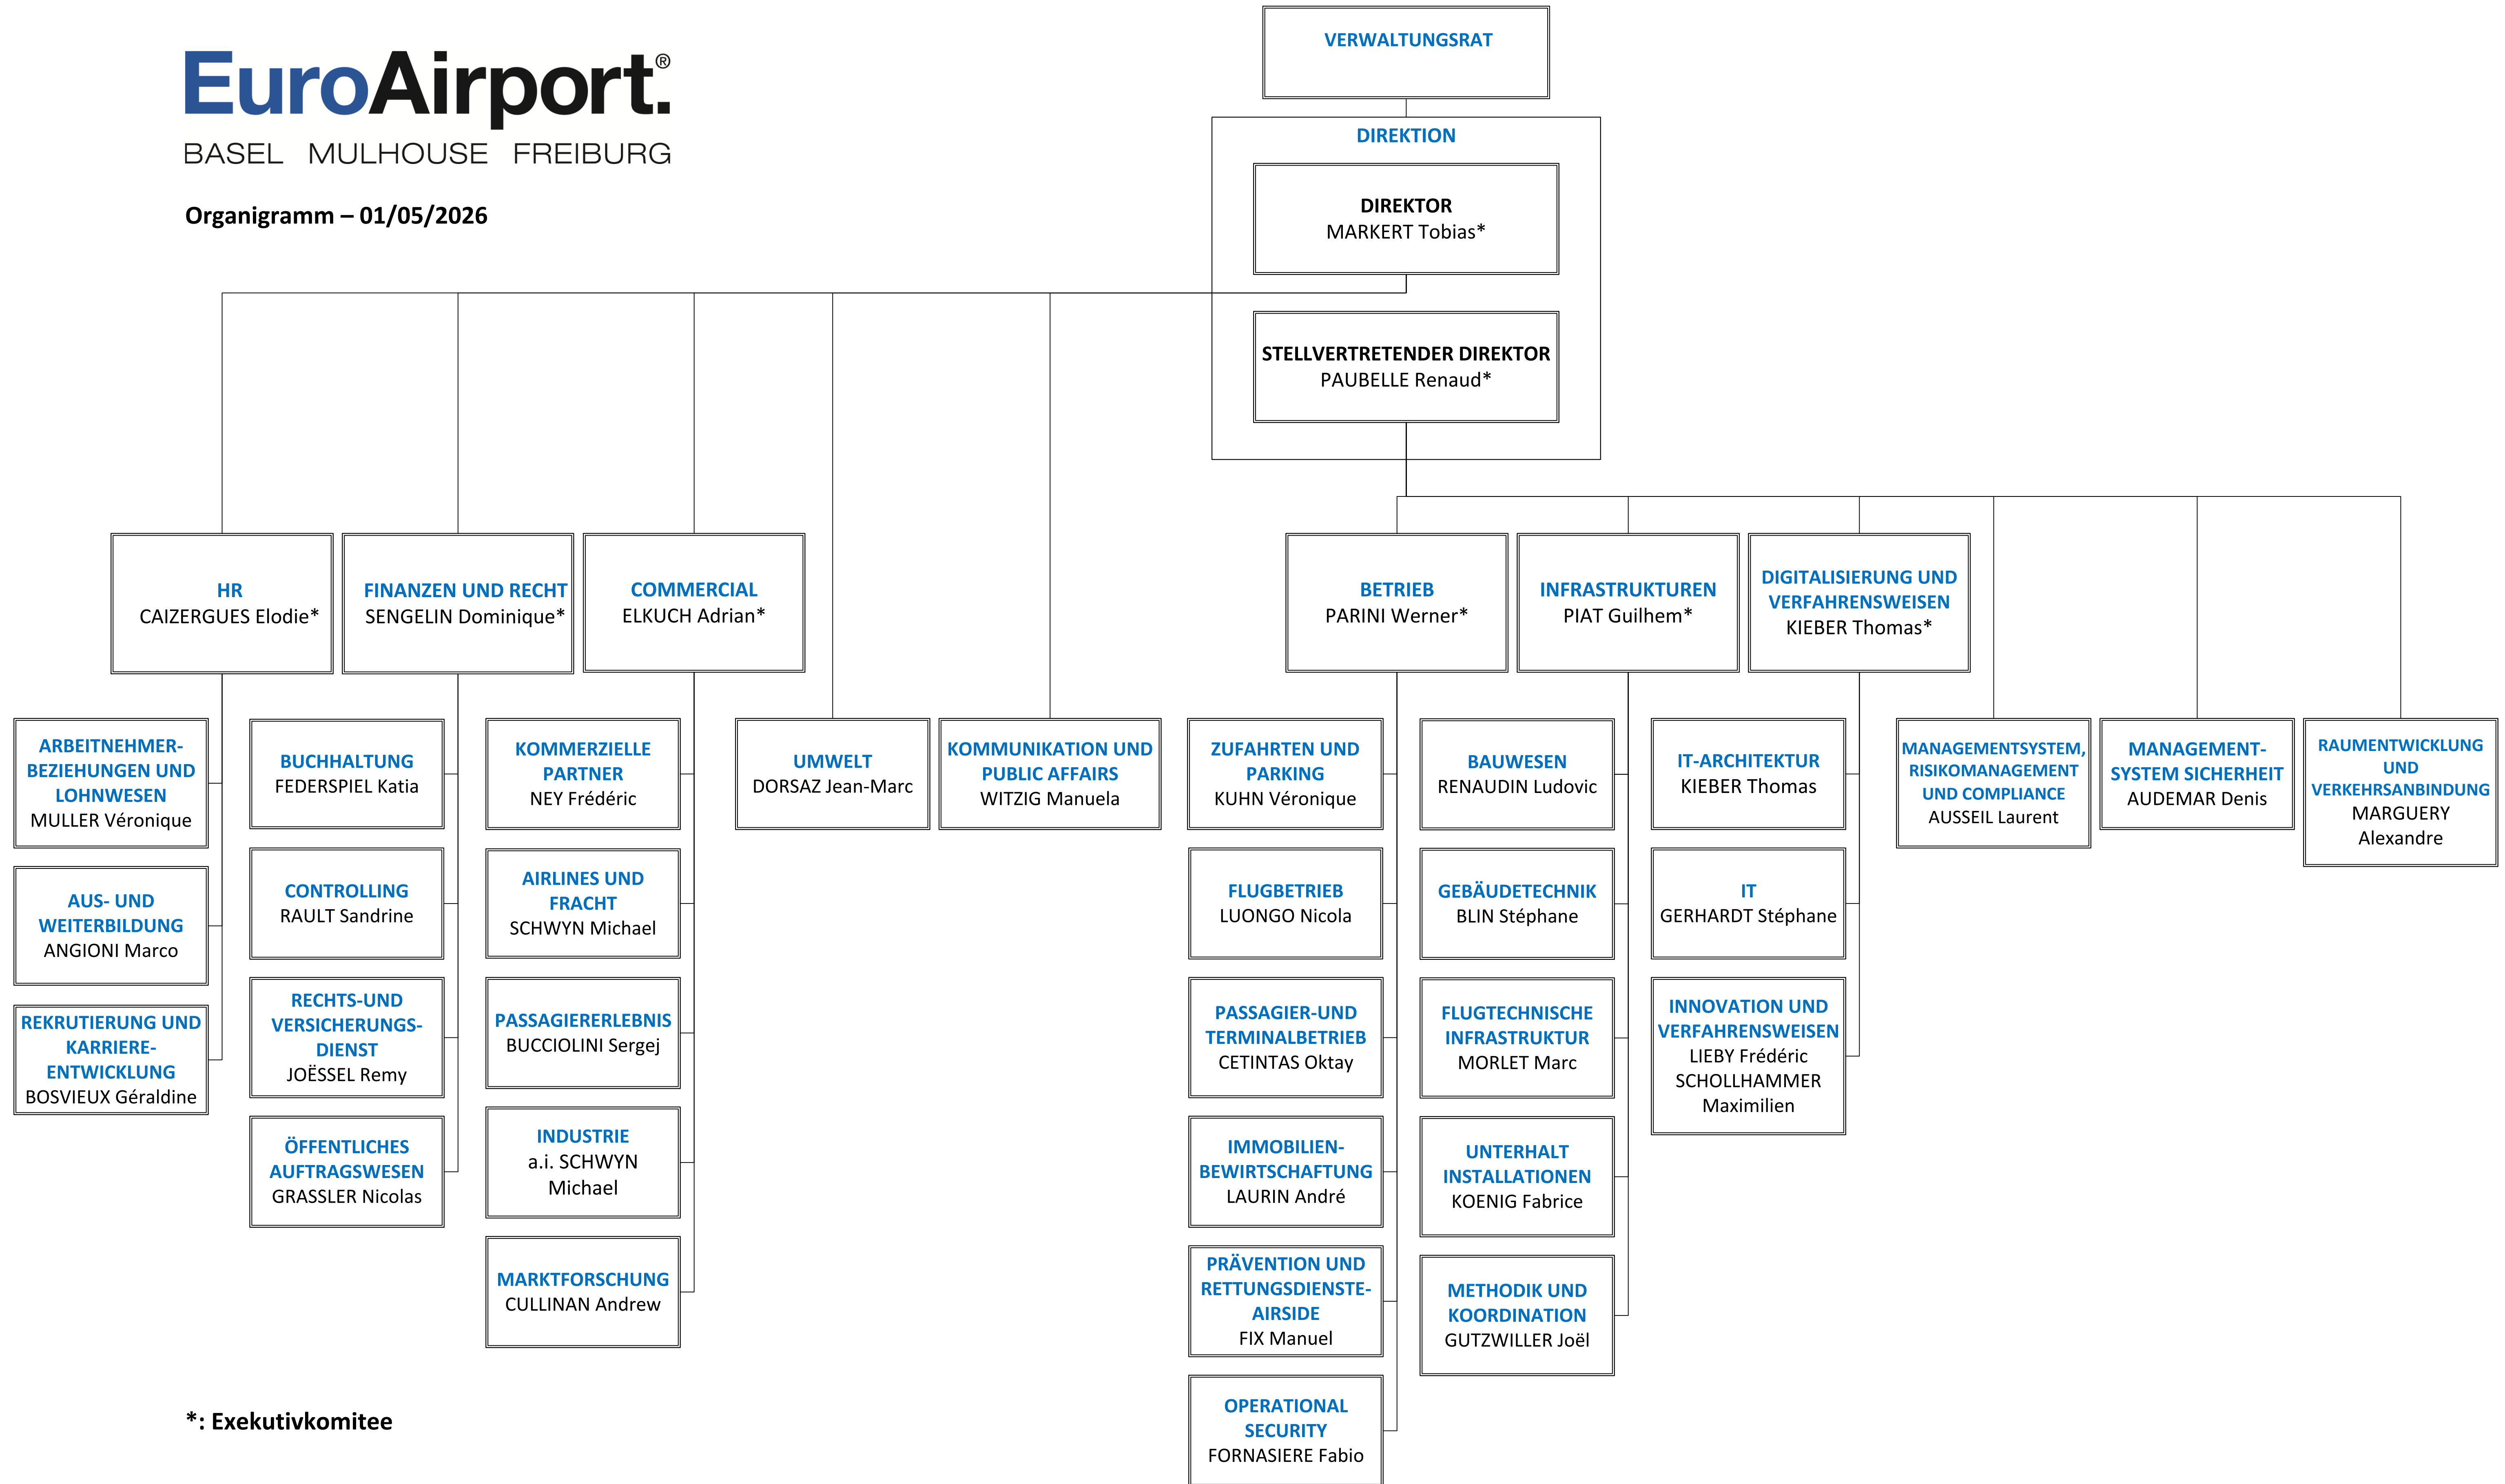 EuroAirport.®
BASEL MULHOUSE FREIBURG
Organigramm – 01/05/2026
VERWALTUNGSRAT
DIREKTION
DIREKTOR
MARKERT Tobias*
STELLVERTRETENDER DIREKTOR
PAUBELLE Renaud*
HR
CAIZERGUES Elodie*
FINANZEN UND RECHT
SENGELIN Dominique*
COMMERCIAL
ELKUCH Adrian*
BETRIEB
PARINI Werner*
INFRASTRUKTUREN
PIAT Guilhem*
DIGITALISIERUNG UND
VERFAHRENSWEISEN
KIEBER Thomas*
ARBEITNEHMER-
BEZIEHUNGEN UND
LOHNWESEN
MULLER Véronique
AUS- UND
WEITERBILDUNG
ANGIONI Marco
REKRUTIERUNG UND
KARRIERE-
ENTWICKLUNG
BOSVIEUX Géraldine
BUCHHALTUNG
FEDERSPIEL Katia
CONTROLLING
RAULT Sandrine
RECHTS-UND
VERSICHERUNGS-
DIENST
JOËSSEL Remy
ÖFFENTLICHES
AUFTRAGSWESEN
GRASSLER Nicolas
KOMMERZIELLE
PARTNER
NEY Frédéric
AIRLINES UND
FRACHT
SCHWYN Michael
PASSAGIERERLEBNIS
BUCCIOLINI Sergej
INDUSTRIE
a.i. SCHWYN
Michael
MARKTFORSCHUNG
CULLINAN Andrew
UMWELT
DORSAZ Jean-Marc
KOMMUNIKATION UND
PUBLIC AFFAIRS
WITZIG Manuela
ZUFAHRTEN UND
PARKING
KUHN Véronique
FLUGBETRIEB
LUONGO Nicola
PASSAGIER-UND
TERMINALBETRIEB
CETINTAS Oktay
IMMOBILIEN-
BEWIRTSCHAFTUNG
LAURIN André
PRÄVENTION UND
RETTUNGSDIENSTE-
AIRSIDE
FIX Manuel
OPERATIONAL
SECURITY
FORNASIERE Fabio
BAUWESEN
RENAUDIN Ludovic
GEBÄUDETECHNIK
BLIN Stéphane
FLUGTECHNISCHE
INFRASTRUKTUR
MORLET Marc
UNTERHALT
INSTALLATIONEN
KOENIG Fabrice
METHODIK UND
KOORDINATION
GUTZWILLER Joël
IT-ARCHITEKTUR
KIEBER Thomas
IT
GERHARDT Stéphane
INNOVATION UND
VERFAHRENSWEISEN
LIEBY Frédéric
SCHOLLHAMMER
Maximilien
MANAGEMENTSYSTEM,
RISIKOMANAGEMENT
UND COMPLIANCE
AUSSEIL Laurent
MANAGEMENT-
SYSTEM SICHERHEIT
AUDEMAR Denis
RAUMENTWICKLUNG
UND
VERKEHRSANBINDUNG
MARGUERY
Alexandre
*: Exekutivkomitee